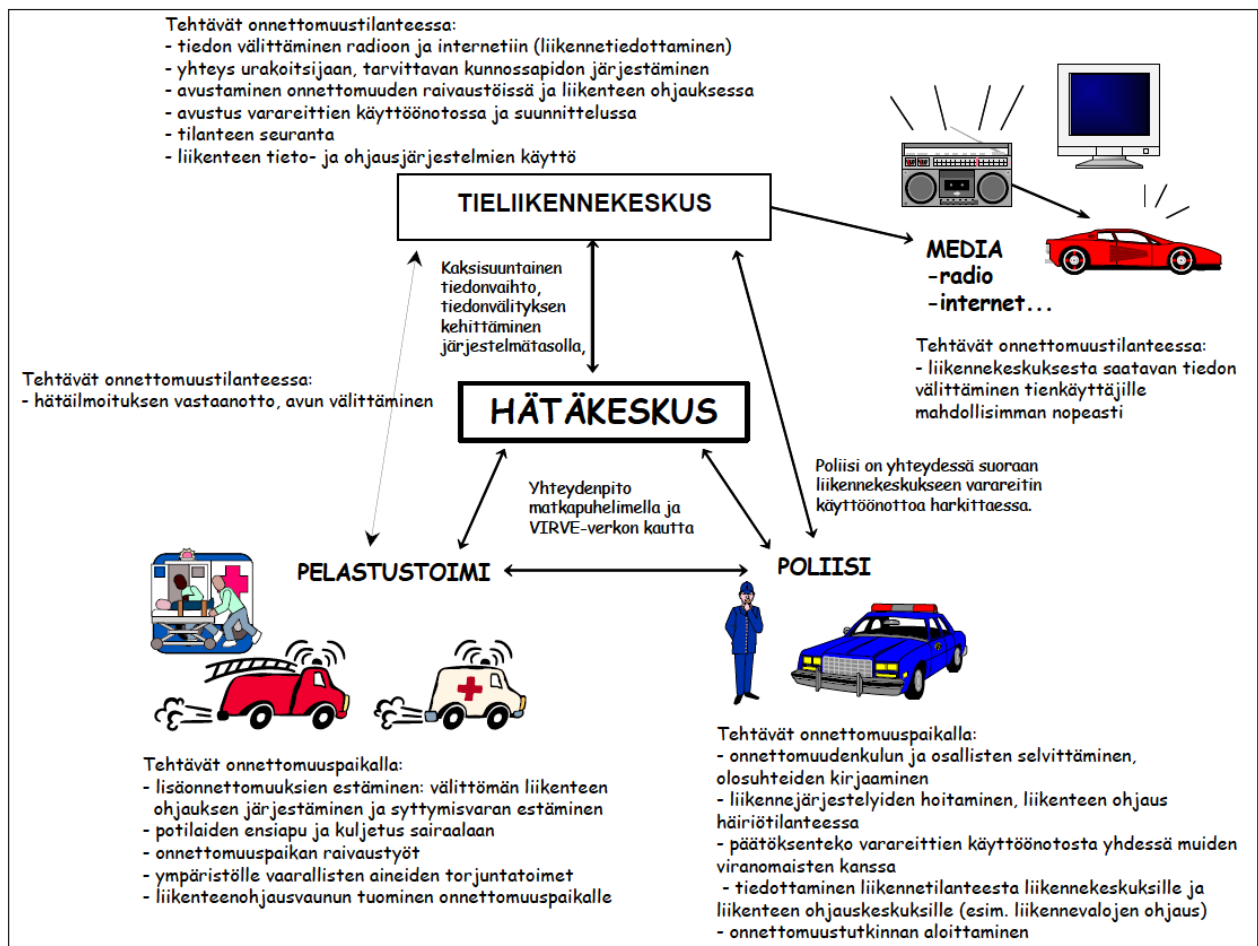 Tehtävät onnettomuustilanteessa:
- tiedon välittäminen radioon ja internetiin (liikennetiedottaminen)
- yhteys urakoitsijaan, tarvittavan kunnossapidon järjestäminen
- avustaminen onnettomuuden raivaustöissä ja liikenteen ohjauksessa
- avustus varareittien käyttöönotossa ja suunnittelussa
- tilanteen seuranta
- liikenteen tieto- ja ohjausjärjestelmien käyttö
TIELIIKENNEKESKUS
MEDIA
-radio
-internet...
Tehtävät onnettomuustilanteessa:
- liikennekeskuksesta saatavan tiedon
välittäminen tienkäyttäjille
mahdollisimman nopeasti
Kaksisuuntainen
tiedonvaihto,
tiedonvälityksen
kehittäminen
järjestelmätasolla,
Tehtävät onnettomuustilanteessa:
- hätäilmoituksen vastaanotto, avun välittäminen
HÄTÄKESKUS
Poliisi on yhteydessä suoraan
liikennekeskukseen varareitin
käyttöönottoa harkittaessa.
Yhteydenpito
matkapuhelimella ja
VIRVE-verkon kautta
PELASTUSTOIMI
POLIISI
Tehtävät onnettomuuspaikalla:
- lisäonnettomuuksien estäminen: välittömän liikenteen
ohjauksen järjestäminen ja syttymisvaran estäminen
- potilaiden ensiapu ja kuljetus sairaalaan
- onnettomuuspaikan raivaustyöt
- ympäristölle vaarallisten aineiden torjuntatoimet
- liikenteenohjausvaunun tuominen onnettomuuspaikalle
Tehtävät onnettomuuspaikalla:
- onnettomuudenkulun ja osallisten selvittäminen,
olosuhteiden kirjaaminen
- liikennejärjestelyiden hoitaminen, liikenteen ohjaus
häiriötilanteessa
- päätöksenteko varareittien käyttöönotosta yhdessä muiden
viranomaisten kanssa
- tiedottaminen liikennetilanteesta liikennekeskuksille ja
liikenteen ohjauskeskuksille (esim. liikennevalojen ohjaus)
- onnettomuustutkinnan aloittaminen